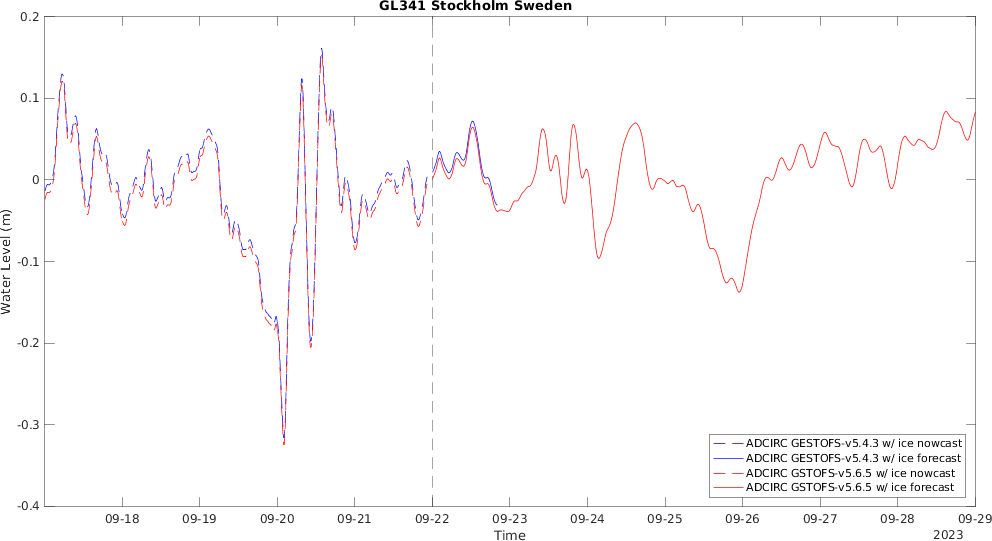 GL341 Stockholm Sweden
0.2
0.1
0
-0.1
-0.2
-0.3
-0.4
Water Level (m)
ADCIRC GESTOFS-v5.4.3 w/ ice nowcast
ADCIRC GESTOFS-v5.4.3 w/ ice forecast
ADCIRC GSTOFS-v5.6.5 w/ ice nowcast
ADCIRC GSTOFS-v5.6.5 w/ ice forecast
09-18 09-19 09-20 09-21 09-22 09-23 09-24 09-25 09-26 09-27 09-28 09-29
Time
2023